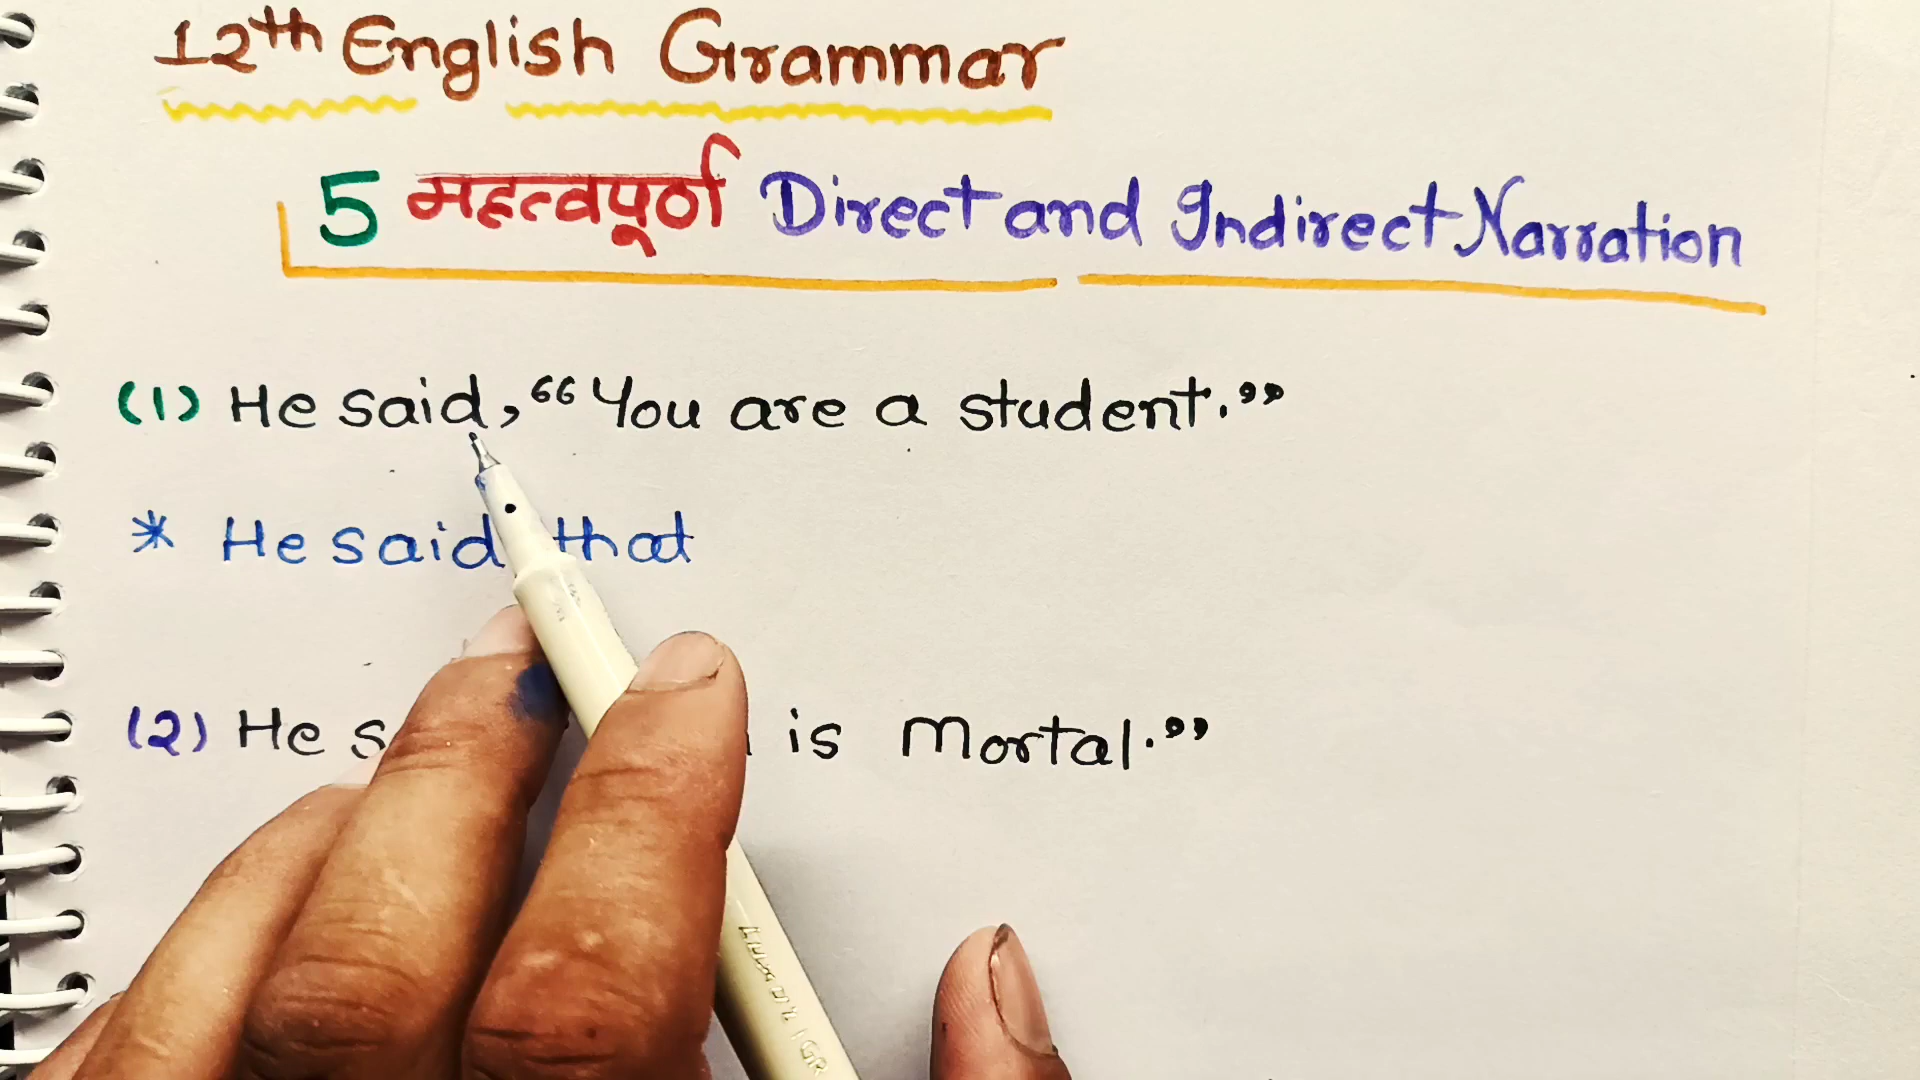 12th English Grammar
5 महत्वपूर्ण Direct and Indirect Narration
(1) He said, “You are a student.”
* He said that
(2) He s is Mortal.”